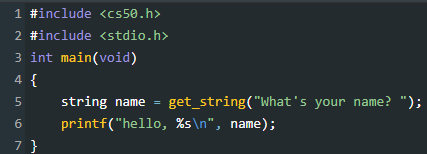 1 #include <cs50.h>
2 #include <stdio.h>
3 int main(void)
4 {
5     string name = get_string("What's your name? ");
6     printf("hello, %s\n", name);
7 }